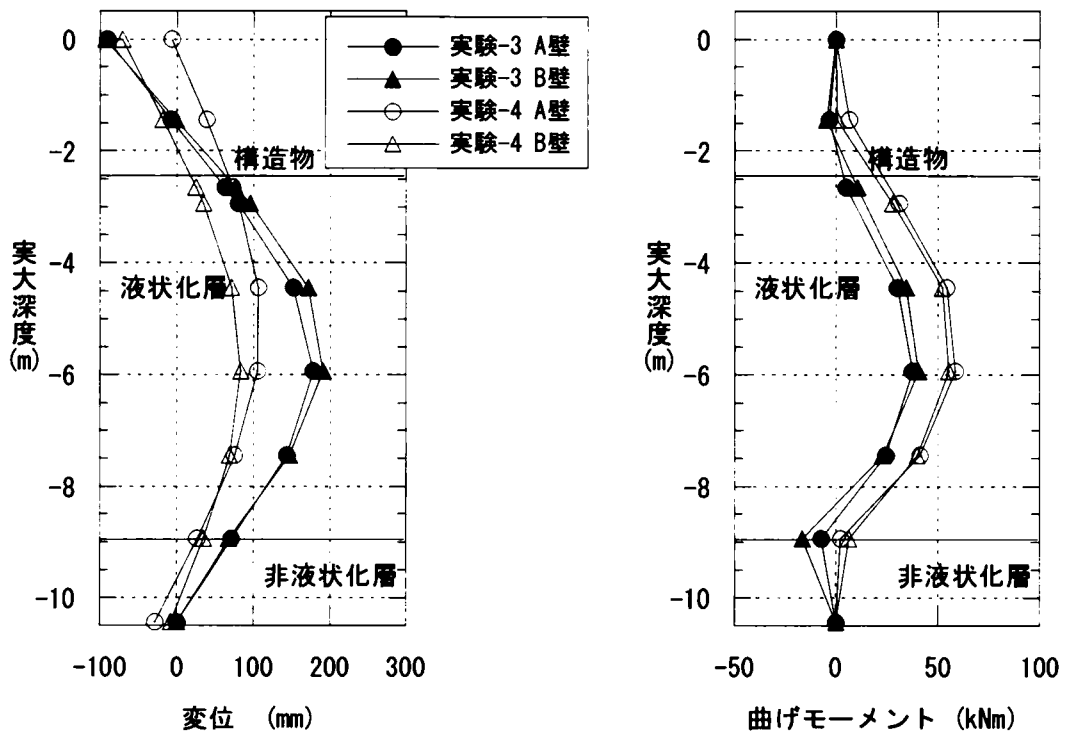 実験-3 A壁
実験-3 B壁
実験-4 A壁
実験-4 B壁
0
-2
-4
-6
-8
-10
実大深度
(m)
構造物
液状化層
非液状化層
-100 0 100 200 300
変位 (mm)
0
-2
-4
-6
-8
-10
実大深度
(m)
構造物
液状化層
非液状化層
-50 0 50 100
曲げモーメント (kNm)